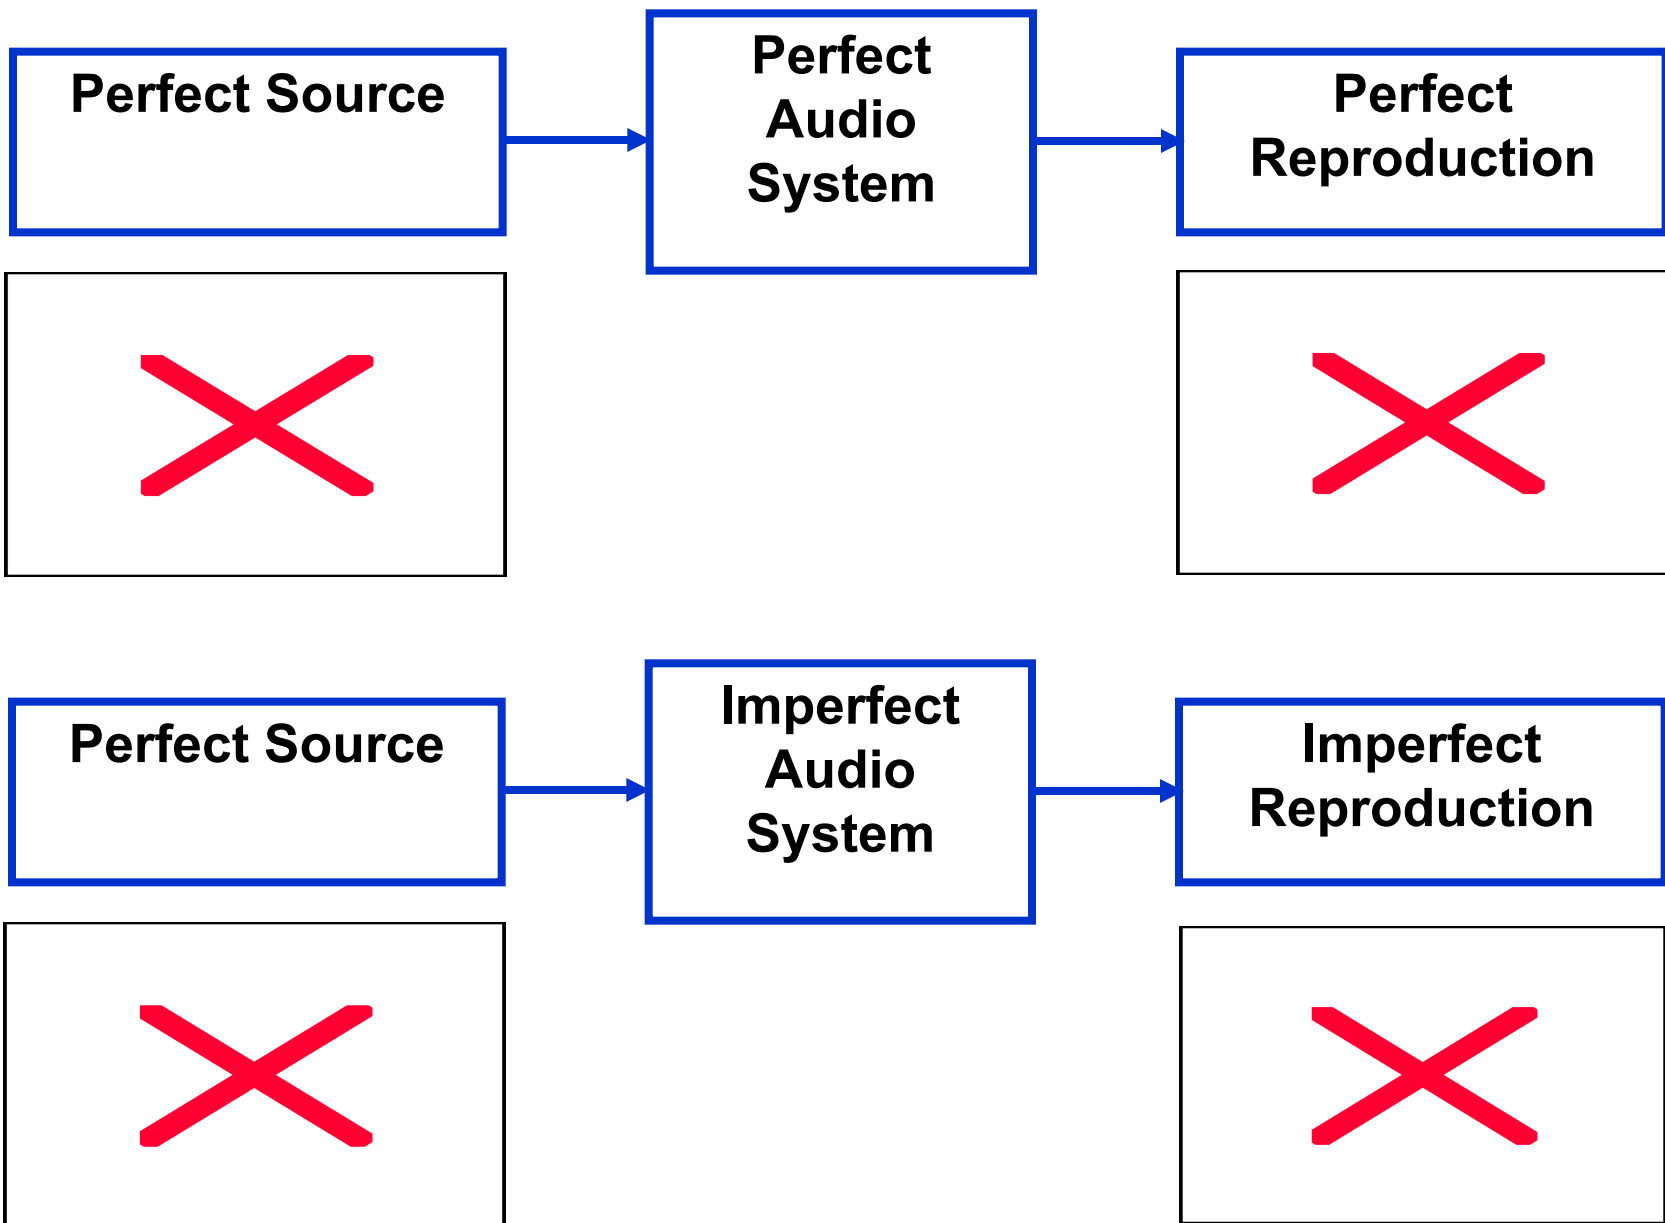 Perfect Source
Perfect
Audio
System
Perfect
Reproduction
Perfect Source
Imperfect
Audio
System
Imperfect
Reproduction